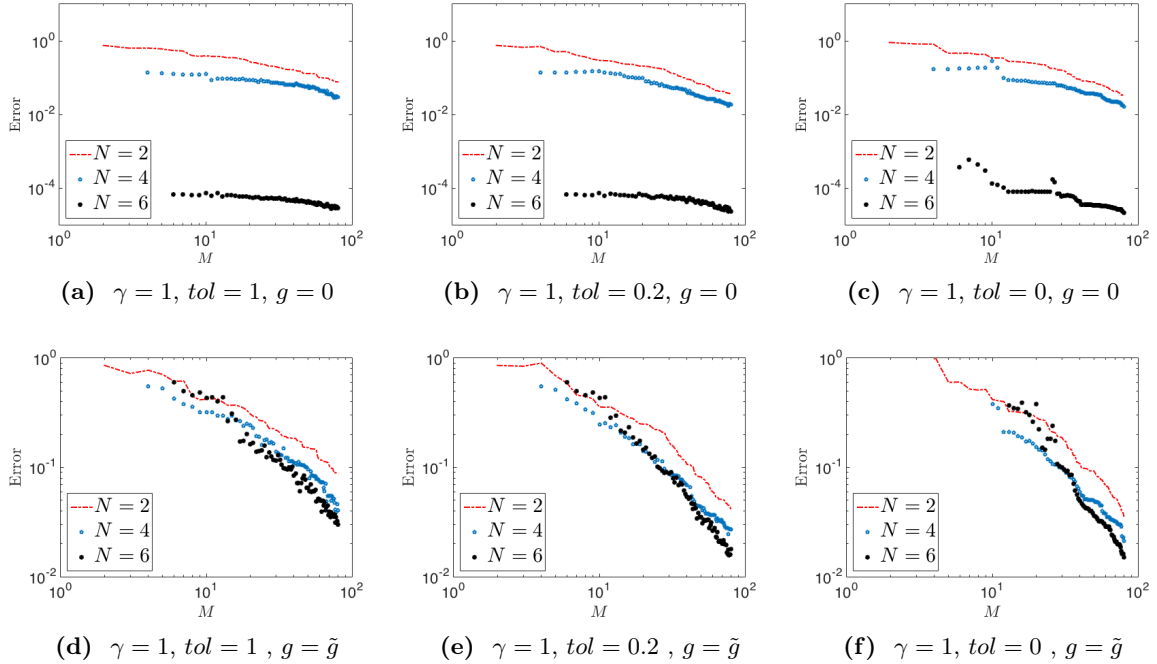 10^0
10^-2
10^-4
Error
N = 2
N = 4
N = 6
10^0
10^1
10^2
M
(a) γ = 1, tol = 1, g = 0
10^0
10^-2
10^-4
Error
N = 2
N = 4
N = 6
10^0
10^1
10^2
M
(b) γ = 1, tol = 0.2, g = 0
10^0
10^-2
10^-4
Error
N = 2
N = 4
N = 6
10^0
10^1
10^2
M
(c) γ = 1, tol = 0, g = 0
10^0
10^-1
10^-2
Error
N = 2
N = 4
N = 6
10^0
10^1
10^2
M
(d) γ = 1, tol = 1 , g = g̃
10^0
10^-1
10^-2
Error
N = 2
N = 4
N = 6
10^0
10^1
10^2
M
(e) γ = 1, tol = 0.2 , g = g̃
10^0
10^-1
10^-2
Error
N = 2
N = 4
N = 6
10^0
10^1
10^2
M
(f) γ = 1, tol = 0 , g = g̃